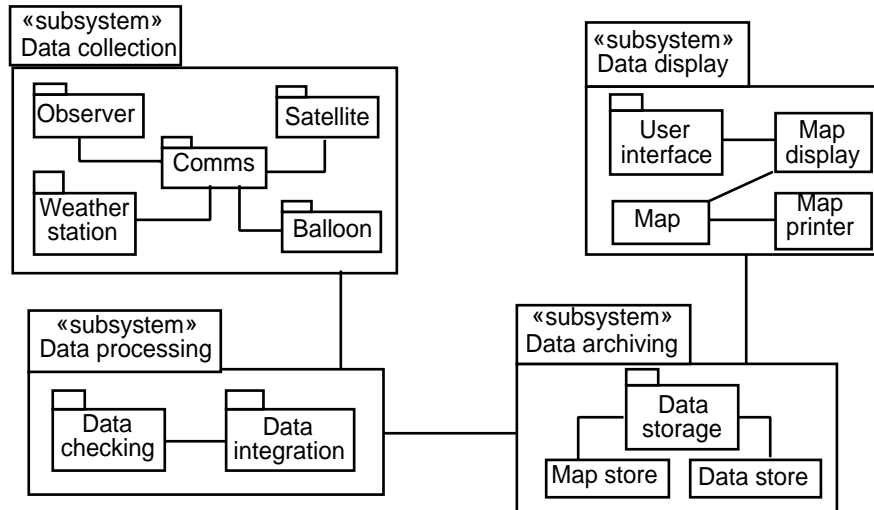 «subsystem»
Data collection
Observer
Satellite
Comms
Weather
station
Balloon
«subsystem»
Data display
User
interface
Map
display
Map
Map
printer
«subsystem»
Data processing
Data
checking
Data
integration
«subsystem»
Data archiving
Data
storage
Map store
Data store